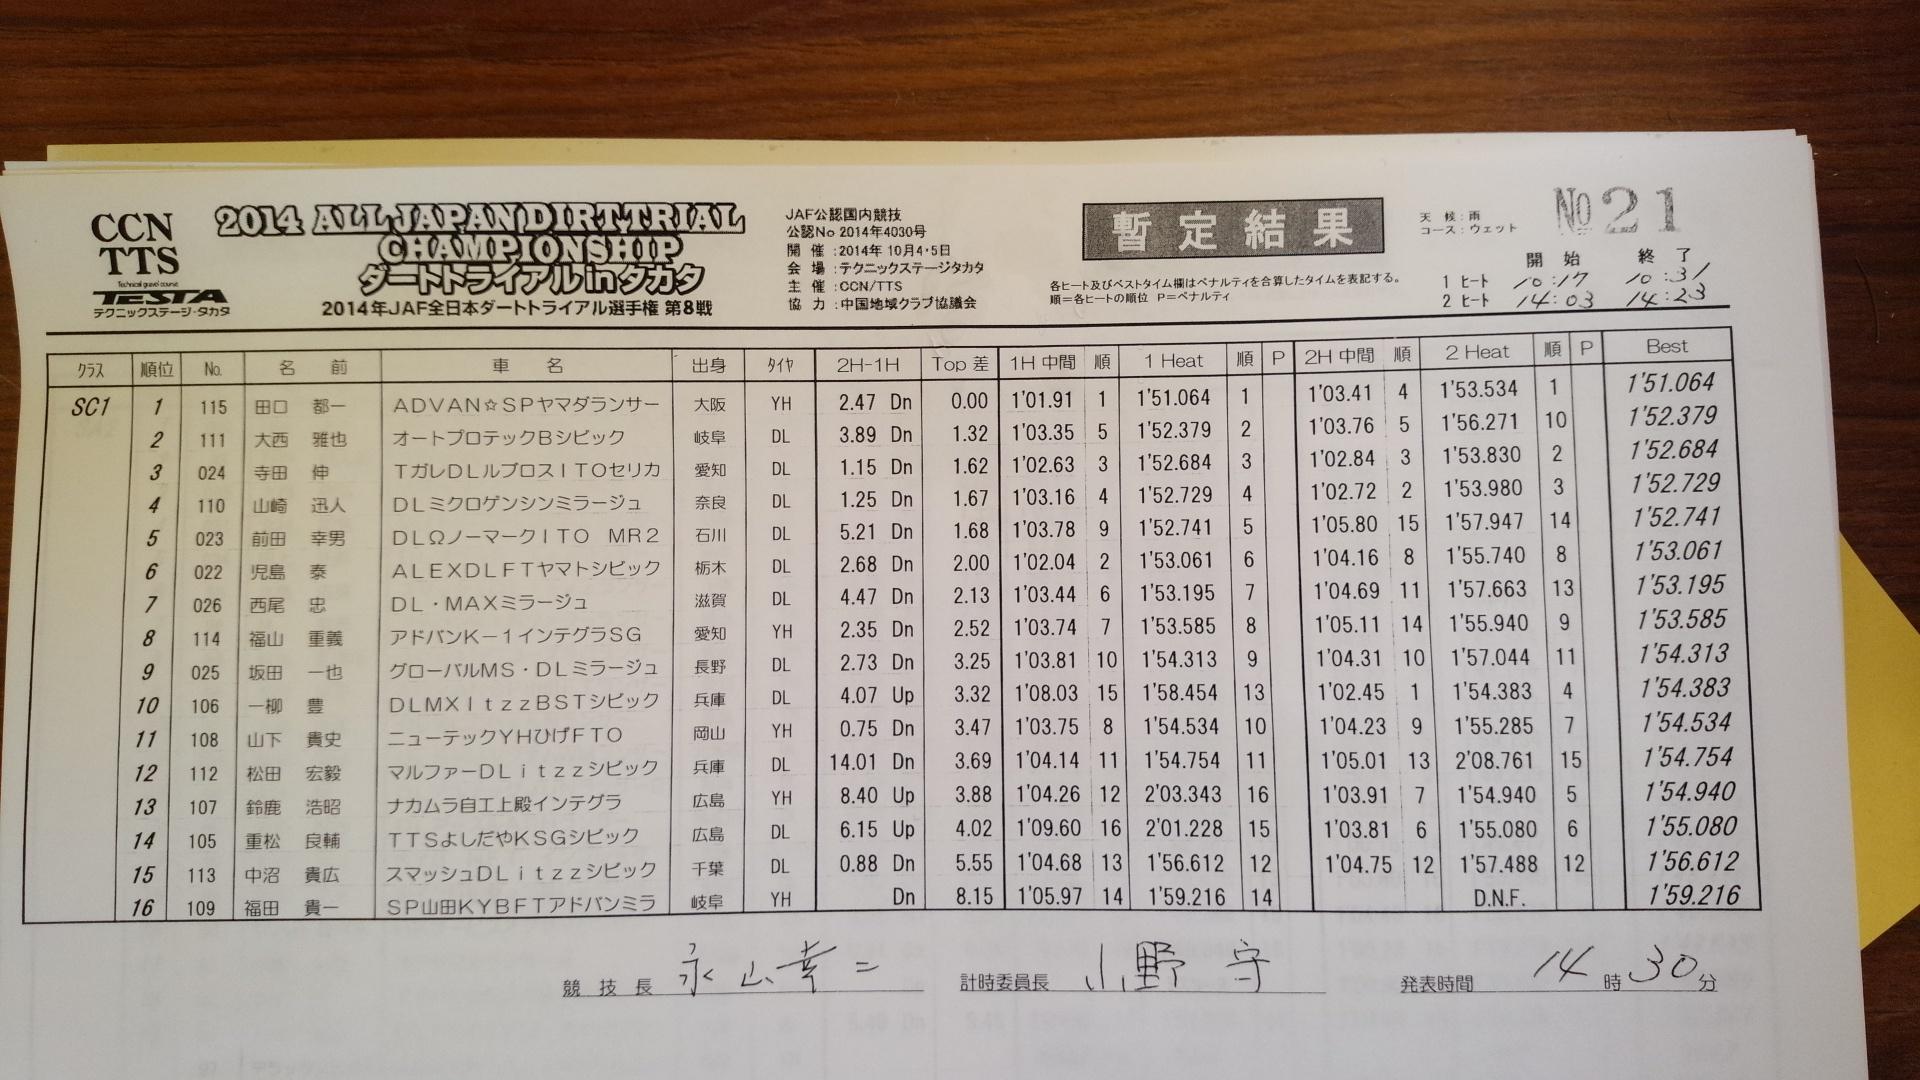 CCN
TTS
Technical gravel course
TESTA
テクニックステージ・タカタ
2014 ALL JAPAN DIRT TRIAL
CHAMPIONSHIP
ダートトライアル in タカタ
2014年JAF全日本ダートトライアル選手権 第8戦
JAF公認国内競技
公認No 2014年4030号
開 催 :2014年 10月4・5日
会 場 :テクニックステージタカタ
主 催 :CCN/TTS
協 力 :中国地域クラブ協議会
暫定結果
各ヒート及びベストタイム欄はペナルティを合算したタイムを表記する。
順=各ヒートの順位 P=ペナルティ
天 候 : 雨
コース : ウェット
No 21
開 始 終 了
1 ヒート 10:17 10:31
2 ヒート 14:03 14:23
クラス 順位 No. 名 前 車 名 出身 タイヤ 2H-1H Top 差 1H 中間 順 1 Heat 順 P 2H 中間 順 2 Heat 順 P Best
SC1 1 115 田口 都一 ADVAN☆SPヤマダランサー 大阪 YH 2.47 Dn 0.00 1'01.91 1 1'51.064 1 1'03.41 4 1'53.534 1 1'51.064
2 111 大西 雅也 オートプロテックBシビック 岐阜 DL 3.89 Dn 1.32 1'03.35 5 1'52.379 2 1'03.76 5 1'56.271 10 1'52.379
3 024 寺田 伸 TガレDLルブロスITOセリカ 愛知 DL 1.15 Dn 1.62 1'02.63 3 1'52.684 3 1'02.84 3 1'53.830 2 1'52.684
4 110 山崎 迅人 DLミクロゲンシンミラージュ 奈良 DL 1.25 Dn 1.67 1'03.16 4 1'52.729 4 1'02.72 2 1'53.980 3 1'52.729
5 023 前田 幸男 DLΩノーマークITO MR2 石川 DL 5.21 Dn 1.68 1'03.78 9 1'52.741 5 1'05.80 15 1'57.947 14 1'52.741
6 022 児島 泰 ALEXDLFTヤマトシビック 栃木 DL 2.68 Dn 2.00 1'02.04 2 1'53.061 6 1'04.16 8 1'55.740 8 1'53.061
7 026 西尾 忠 DL・MAXミラージュ 滋賀 DL 4.47 Dn 2.13 1'03.44 6 1'53.195 7 1'04.69 11 1'57.663 13 1'53.195
8 114 福山 重義 アドバンK-1インテグラSG 愛知 YH 2.35 Dn 2.52 1'03.74 7 1'53.585 8 1'05.11 14 1'55.940 9 1'53.585
9 025 坂田 一也 グローバルMS・DLミラージュ 長野 DL 2.73 Dn 3.25 1'03.81 10 1'54.313 9 1'04.31 10 1'57.044 11 1'54.313
10 106 一柳 豊 DLMXItzzBSTシビック 兵庫 DL 4.07 Up 3.32 1'08.03 15 1'58.454 13 1'02.45 1 1'54.383 4 1'54.383
11 108 山下 貴史 ニューテックYHひげFTO 岡山 YH 0.75 Dn 3.47 1'03.75 8 1'54.534 10 1'04.23 9 1'55.285 7 1'54.534
12 112 松田 宏毅 マルファーDLitzzシビック 兵庫 DL 14.01 Dn 3.69 1'04.14 11 1'54.754 11 1'05.01 13 2'08.761 15 1'54.754
13 107 鈴鹿 浩昭 ナカムラ自工上殿インテグラ 広島 YH 8.40 Up 3.88 1'04.26 12 2'03.343 16 1'03.91 7 1'54.940 5 1'54.940
14 105 重松 良輔 TTSよしだやKSGシビック 広島 DL 6.15 Up 4.02 1'09.60 16 2'01.228 15 1'03.81 6 1'55.080 6 1'55.080
15 113 中沼 貴広 スマッシュDLitzzシビック 千葉 DL 0.88 Dn 5.55 1'04.68 13 1'56.612 12 1'04.75 12 1'57.488 12 1'56.612
16 109 福田 貴一 SP山田KYBFTアドバンミラ 岐阜 YH Dn 8.15 1'05.97 14 1'59.216 14 D.N.F. 1'59.216
競 技 長 永山幸二 計時委員長 小野 守 発表時間 14 時 30 分